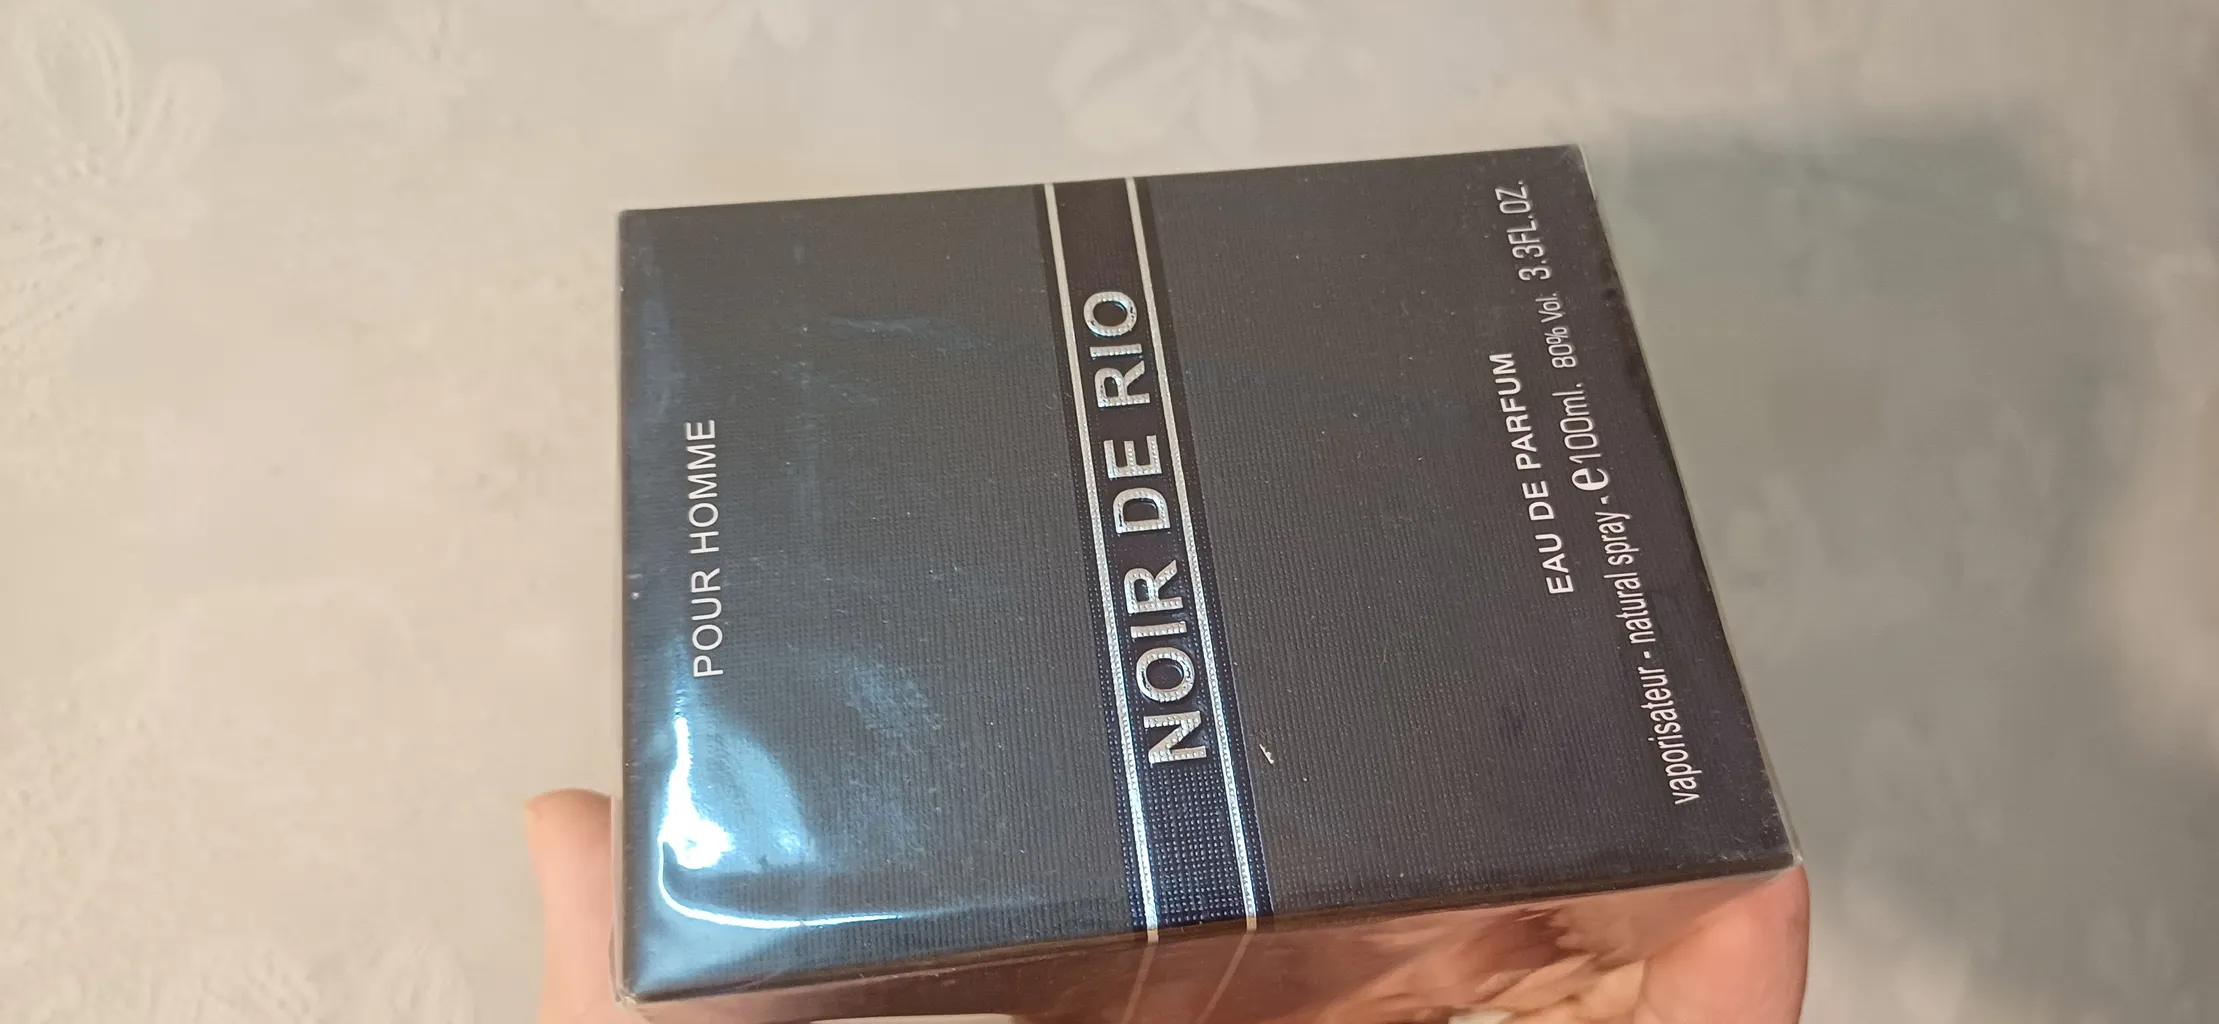 POUR HOMME
NOIR DE RIO
EAU DE PARFUM
vaporisateur - natural spray - e100ml. 80% Vol. 3.3FL.OZ.